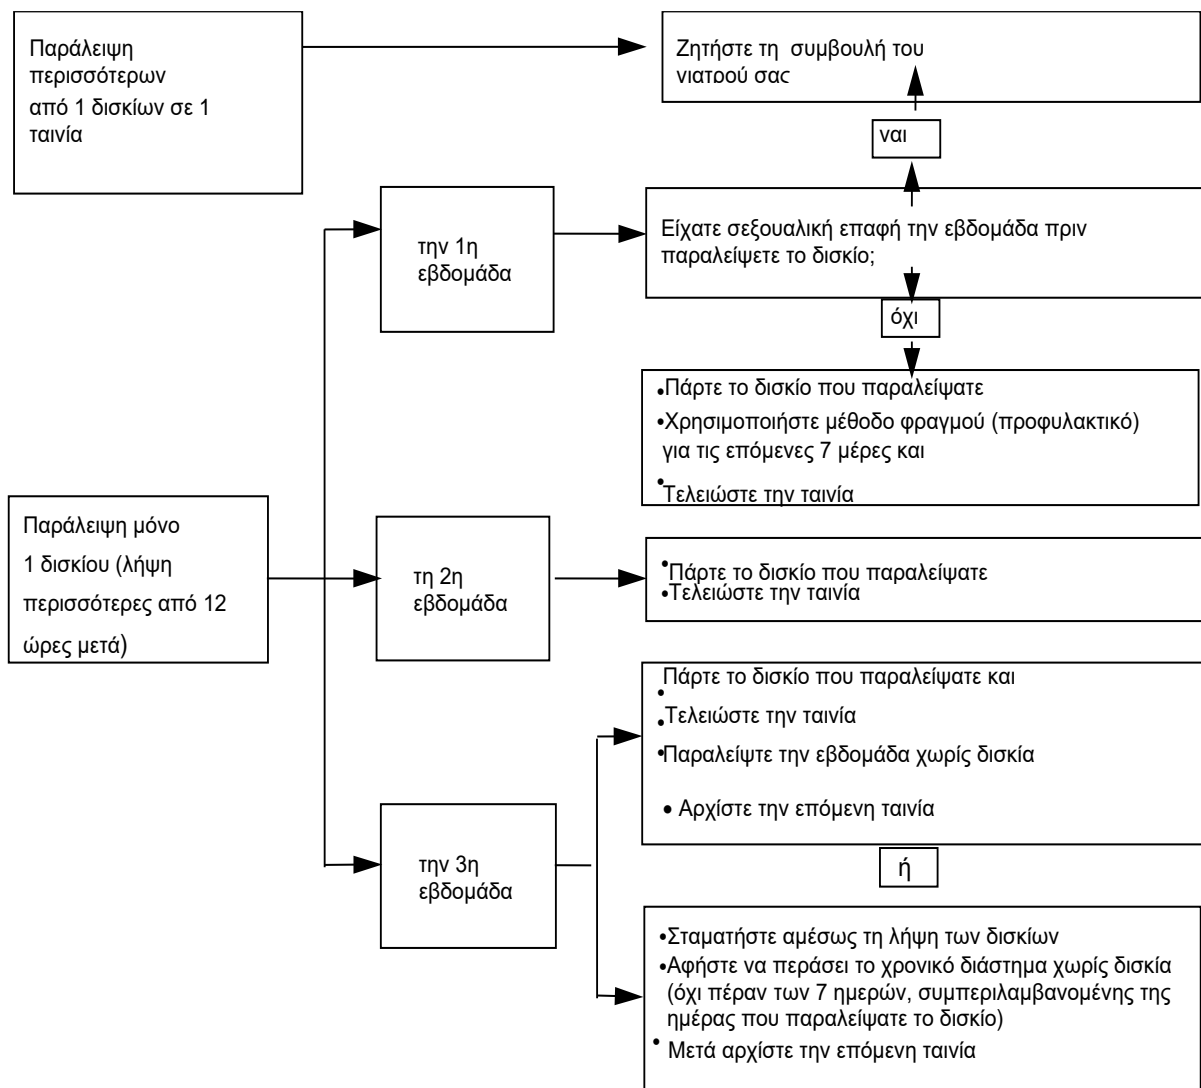 Παράλειψη
περισσότερων
από 1 δισκίων σε 1
ταινία
Ζητήστε τη συμβουλή του
γιατρού σας
ναι
την 1η
εβδομάδα
Είχατε σεξουαλική επαφή την εβδομάδα πριν
παραλείψετε το δισκίο;
όχι
•Πάρτε το δισκίο που παραλείψατε
•Χρησιμοποιήστε μέθοδο φραγμού (προφυλακτικό)
για τις επόμενες 7 μέρες και
•Τελειώστε την ταινία
Παράλειψη μόνο
1 δισκίου (λήψη
περισσότερες από 12
ώρες μετά)
τη 2η
εβδομάδα
•Πάρτε το δισκίο που παραλείψατε
•Τελειώστε την ταινία
την 3η
εβδομάδα
•Πάρτε το δισκίο που παραλείψατε και
•Τελειώστε την ταινία
•Παραλείψτε την εβδομάδα χωρίς δισκία
• Αρχίστε την επόμενη ταινία
ή
•Σταματήστε αμέσως τη λήψη των δισκίων
•Αφήστε να περάσει το χρονικό διάστημα χωρίς δισκία
(όχι πέραν των 7 ημερών, συμπεριλαμβανομένης της
ημέρας που παραλείψατε το δισκίο)
• Μετά αρχίστε την επόμενη ταινία